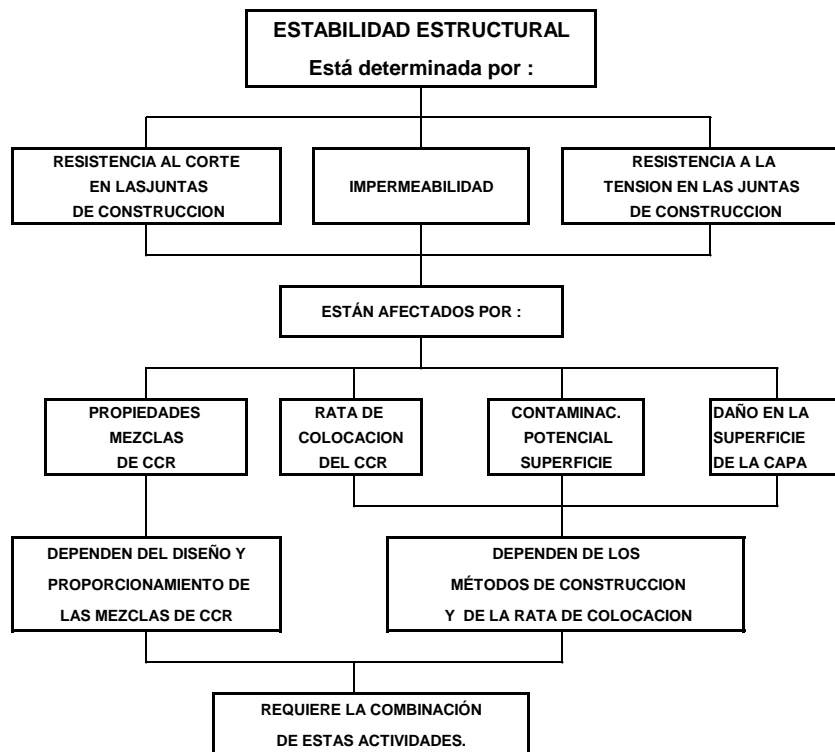 ESTABILIDAD ESTRUCTURAL
Está determinada por :
RESISTENCIA AL CORTE
EN LASJUNTAS
DE CONSTRUCCION
IMPERMEABILIDAD
RESISTENCIA A LA
TENSION EN LAS JUNTAS
DE CONSTRUCCION
ESTÁN AFECTADOS POR :
PROPIEDADES
MEZCLAS
DE CCR
RATA DE
COLOCACION
DEL CCR
CONTAMINAC.
POTENCIAL
SUPERFICIE
DAÑO EN LA
SUPERFICIE
DE LA CAPA
DEPENDEN DEL DISEÑO Y
PROPORCIONAMIENTO DE
LAS MEZCLAS DE CCR
DEPENDEN DE LOS
MÉTODOS DE CONSTRUCCION
Y DE LA RATA DE COLOCACION
REQUIERE LA COMBINACIÓN
DE ESTAS ACTIVIDADES.